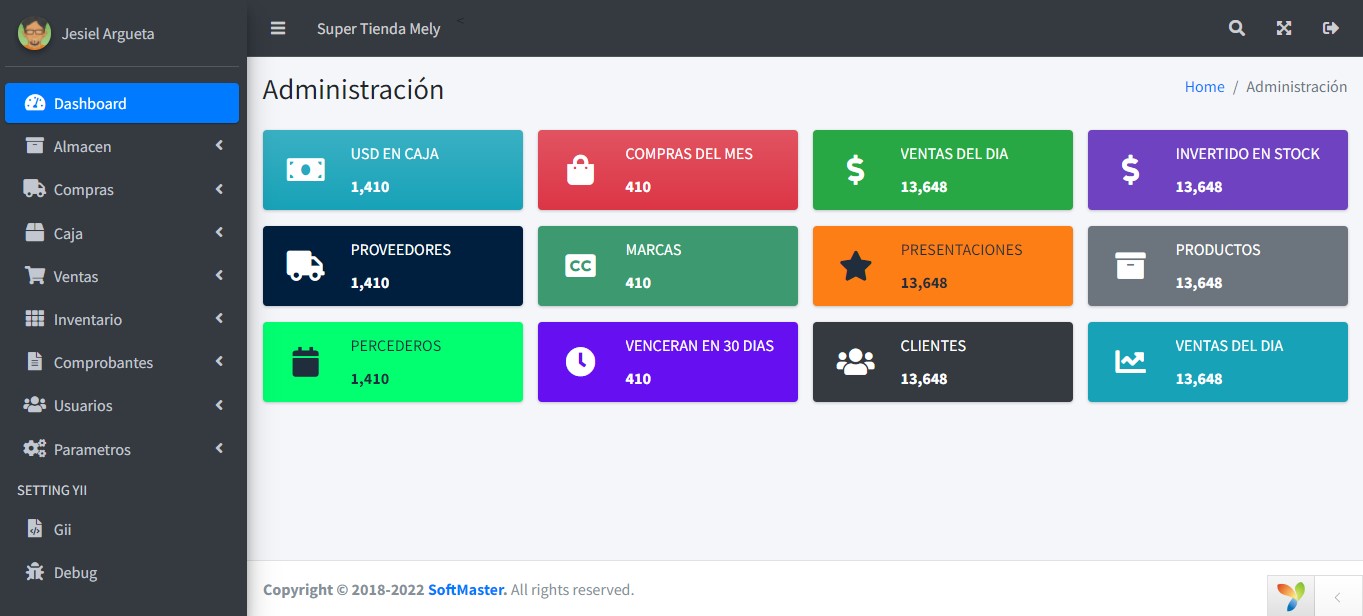 Jesiel Argueta
Super Tienda Mely
<
Dashboard
Almacen
Compras
Caja
Ventas
Inventario
Comprobantes
Usuarios
Parametros
SETTING YII
Gii
Debug
Administración
Home / Administración
USD EN CAJA
1,410
COMPRAS DEL MES
410
VENTAS DEL DIA
13,648
INVERTIDO EN STOCK
13,648
PROVEEDORES
1,410
CC
MARCAS
410
PRESENTACIONES
13,648
PRODUCTOS
13,648
PERCEDEROS
1,410
VENCERAN EN 30 DIAS
410
CLIENTES
13,648
VENTAS DEL DIA
13,648
Copyright © 2018-2022 SoftMaster. All rights reserved.